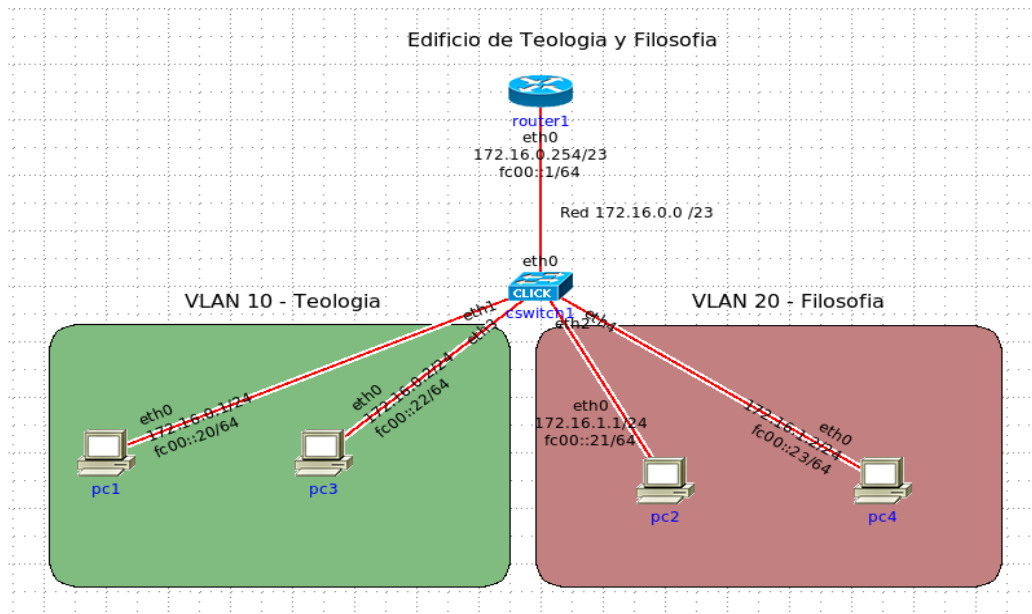 Edificio de Teologia y Filosofia
router1
eth0
172.16.0.254/23
fc00::1/64
Red 172.16.0.0 /23
eth0
CLICK
cswitch1
VLAN 10 - Teologia
VLAN 20 - Filosofia
eth1
eth3
eth2
eth4
eth0
172.16.0.1/24
fc00::20/64
pc1
eth0
172.16.0.2/24
fc00::22/64
pc3
eth0
172.16.1.1/24
fc00::21/64
pc2
eth0
172.16.1.2/24
fc00::23/64
pc4